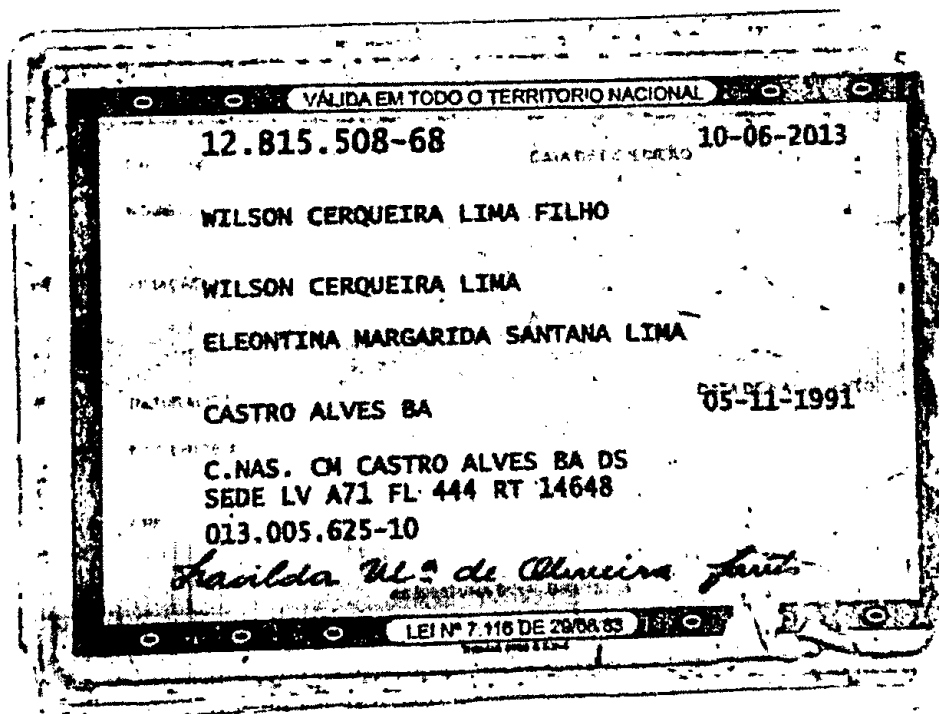 VÁLIDA EM TODO O TERRITORIO NACIONAL
12.815.508-68 10-06-2013
WILSON CERQUEIRA LIMA FILHO
WILSON CERQUEIRA LIMA
ELEONTINA MARGARIDA SANTANA LIMA
CASTRO ALVES BA 05-11-1991
C.NAS. CM CASTRO ALVES BA DS
SEDE LV A71 FL 444 RT 14648
013.005.625-10
de Oliveira
LEI Nº 7.116 DE 29/08/83